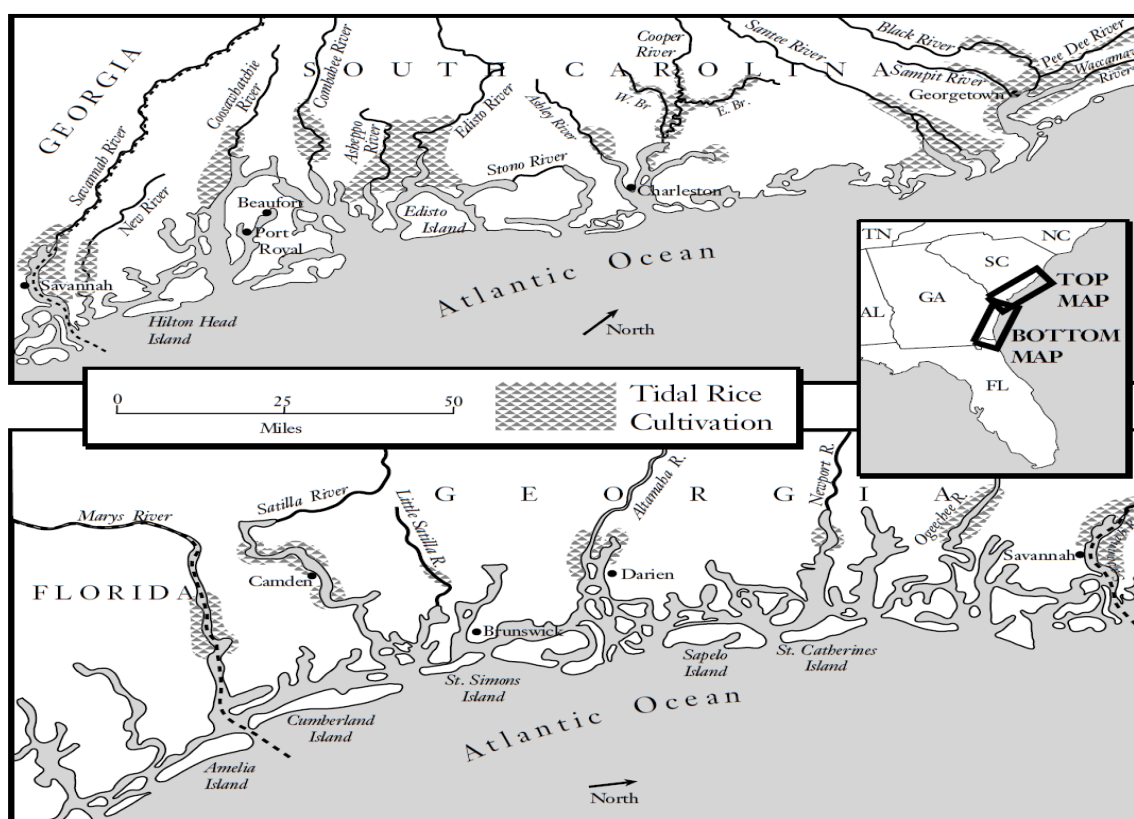 GEORGIA
SOUTH CAROLINA
Savannah River
New River
Coosawhatchie
River
Combahee River
Asheppo
River
Edisto River
Stono River
Ashley River
Cooper
River
W. Br
E. Br.
Santee River
Black River
Sampit River
Pee Dee River
Waccamaw
River
Georgetown
Charleston
Beaufort
Port
Royal
Savannah
Hilton Head
Island
Edisto
Island
Atlantic Ocean
North
TN
NC
SC
GA
AL
FL
TOP
MAP
BOTTOM
MAP
0
25
50
Miles
Tidal Rice
Cultivation
GEORGIA
FLORIDA
Marys River
Satilla River
Little Satilla R.
Altamaha R.
Newport R.
Ogeechee R.
Savannah
Camden
Brunswick
Darien
Amelia
Island
Cumberland
Island
St. Simons
Island
Sapelo
Island
St. Catherines
Island
Atlantic Ocean
North